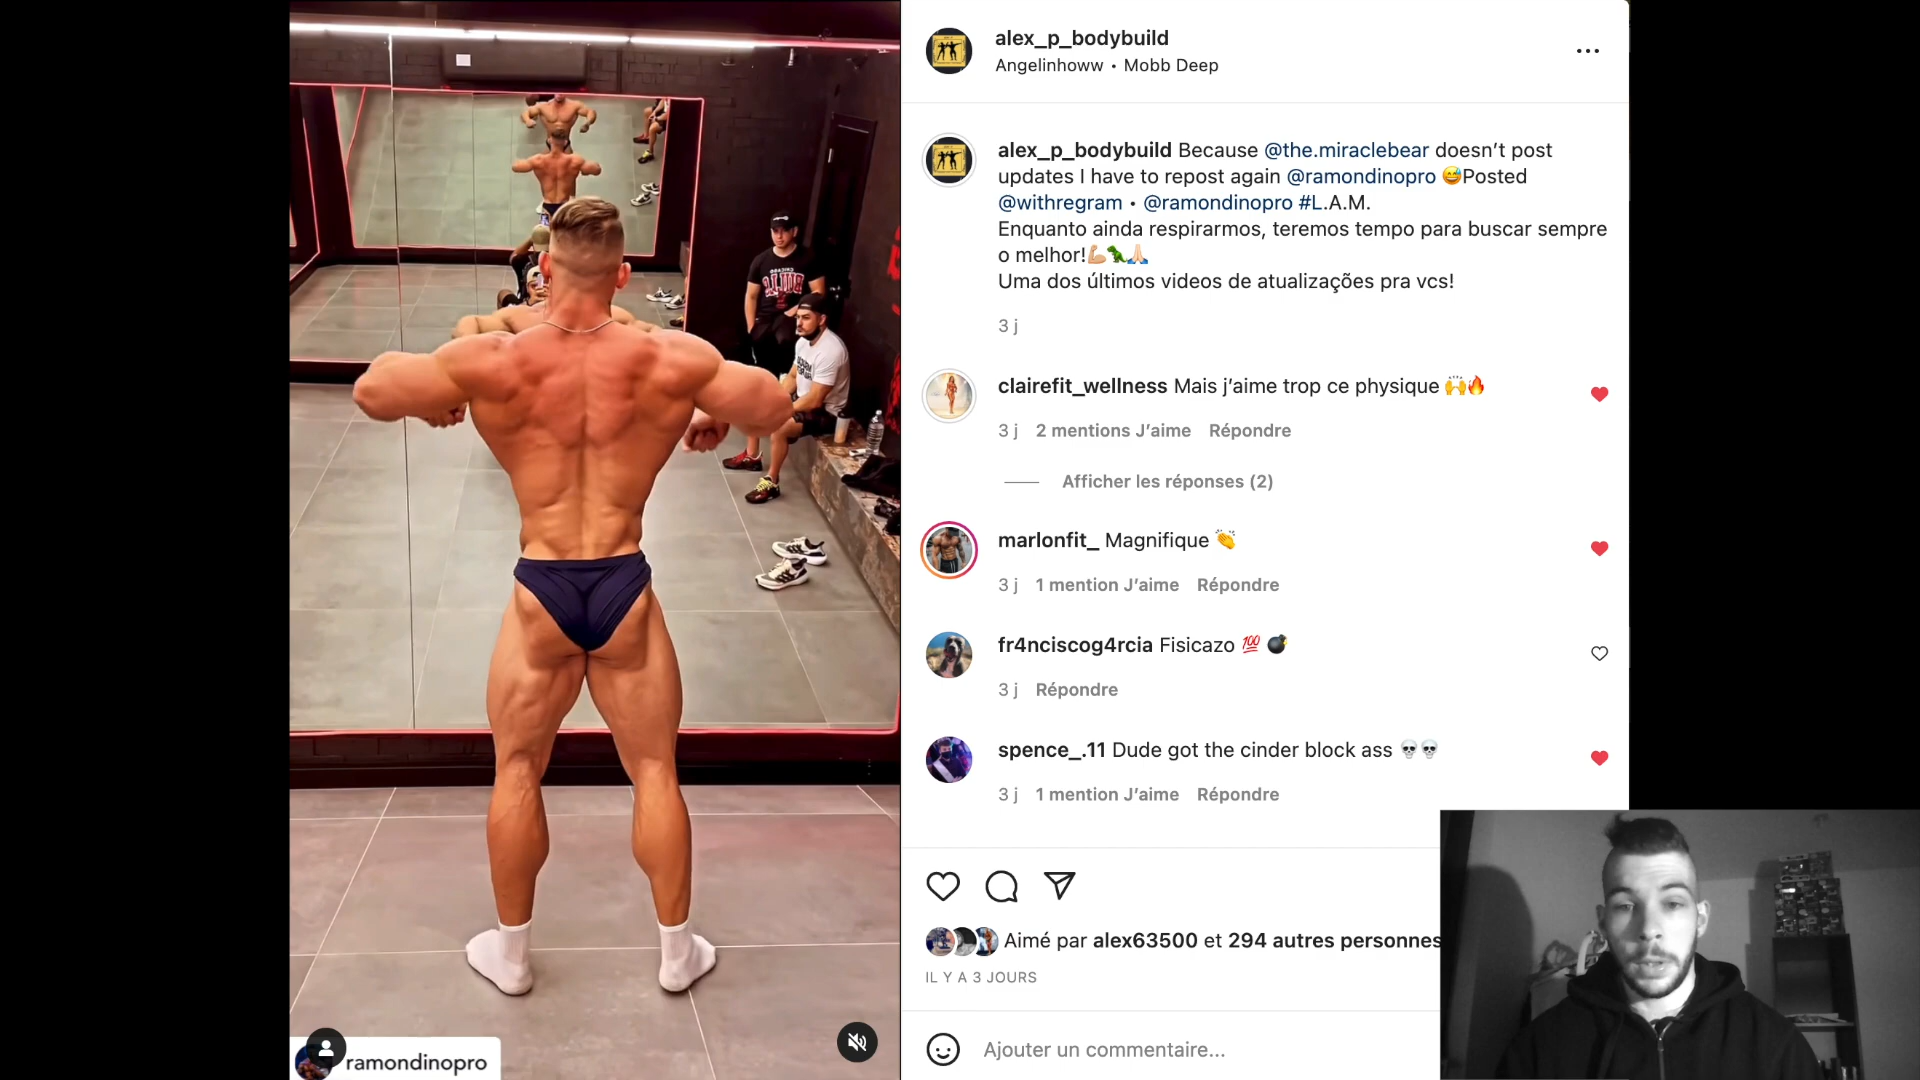 alex_p_bodybuild
Angelinhoww • Mobb Deep
alex_p_bodybuild Because @the.miraclebear doesn’t post
updates I have to repost again @ramondinopro 😅Posted
@withregram • @ramondinopro #L.A.M.
Enquanto ainda respirarmos, teremos tempo para buscar sempre
o melhor!💪🏼🦖🙏🏻
Uma dos últimos videos de atualizações pra vcs!
3 j
clairefit_wellness Mais j’aime trop ce physique 🙌🔥
3 j 2 mentions J’aime Répondre
Afficher les réponses (2)
marlonfit_ Magnifique 👏
3 j 1 mention J’aime Répondre
fr4nciscog4rcia Fisicazo 💯 💣
3 j Répondre
spence_.11 Dude got the cinder block ass 💀💀
3 j 1 mention J’aime Répondre
Aimé par alex63500 et 294 autres personnes
IL Y A 3 JOURS
Ajouter un commentaire...
ramondinopro